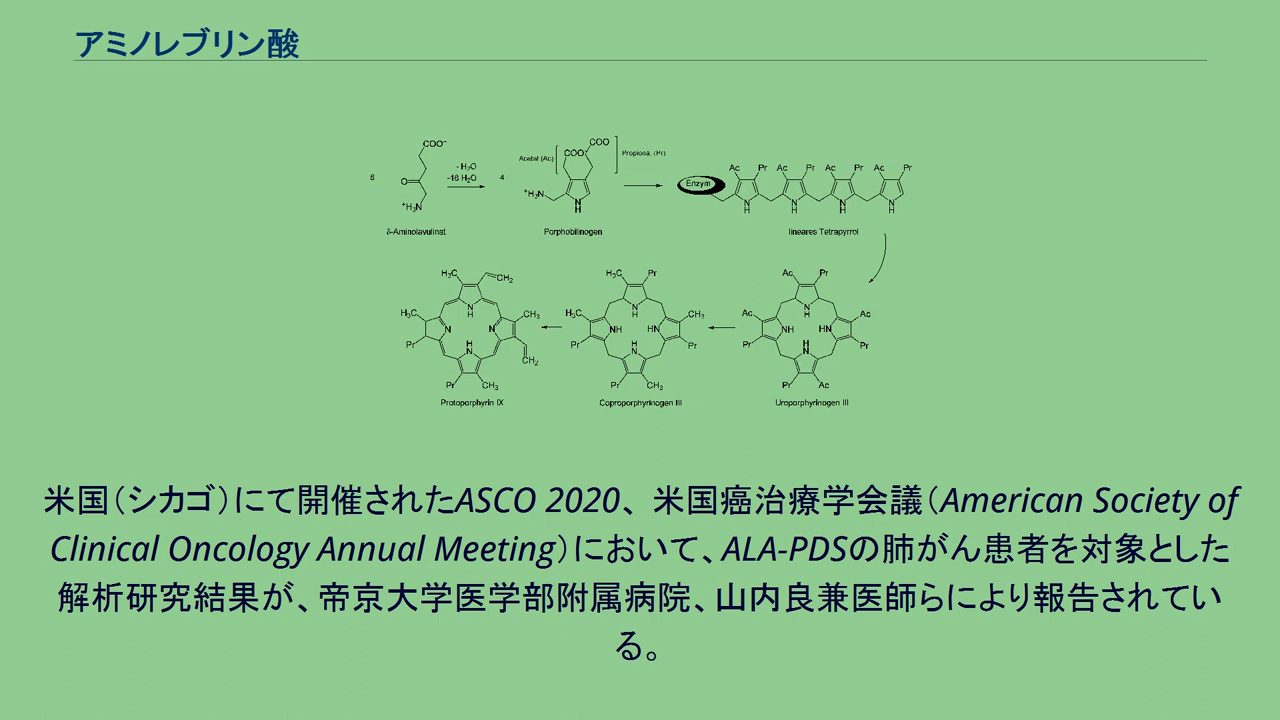 アミノレブリン酸
COO⁻
O
⁺H₃N
8
- H₂O
-16 H₂O
4
δ-Aminolavulinat
Acetat (Ac)
COO⁻
COO
Propiona. (Pr)
⁺H₃N
N
H
Porphobilinogen
Enzym
Ac Pr Ac Pr Ac Pr Ac Pr
N N N N
H H H H
lineares Tetrapyrrol
H₃C
CH₂
H₃C
CH₃
N
H
N N
H
N
Pr
CH₂
Pr
CH₃
Protoporphyrin IX
H₃C Pr
H₃C CH₃
N
H
NH HN
H
N
Pr Pr
Pr CH₃
Coproporphyrinogen III
Ac Pr
Ac Ac
N
H
NH HN
H
N
Pr Pr
Pr Ac
Uroporphyrinogen III
米国（シカゴ）にて開催されたASCO 2020、 米国癌治療学会議（American Society of
Clinical Oncology Annual Meeting）において、ALA-PDSの肺がん患者を対象とした
解析研究結果が、帝京大学医学部附属病院、山内良兼医師らにより報告されてい
る。